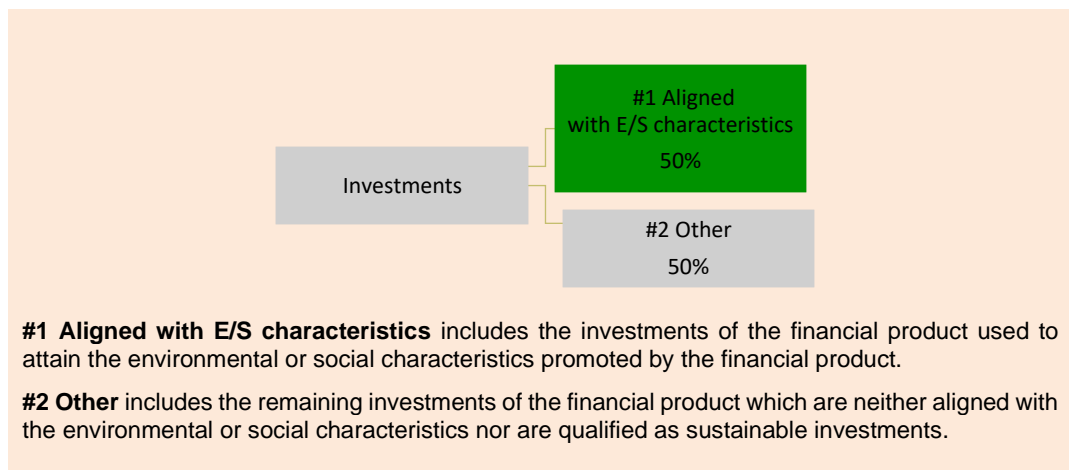 #1 Aligned
with E/S characteristics
50%
Investments
#2 Other
50%
#1 Aligned with E/S characteristics includes the investments of the financial product used to
attain the environmental or social characteristics promoted by the financial product.
#2 Other includes the remaining investments of the financial product which are neither aligned with
the environmental or social characteristics nor are qualified as sustainable investments.